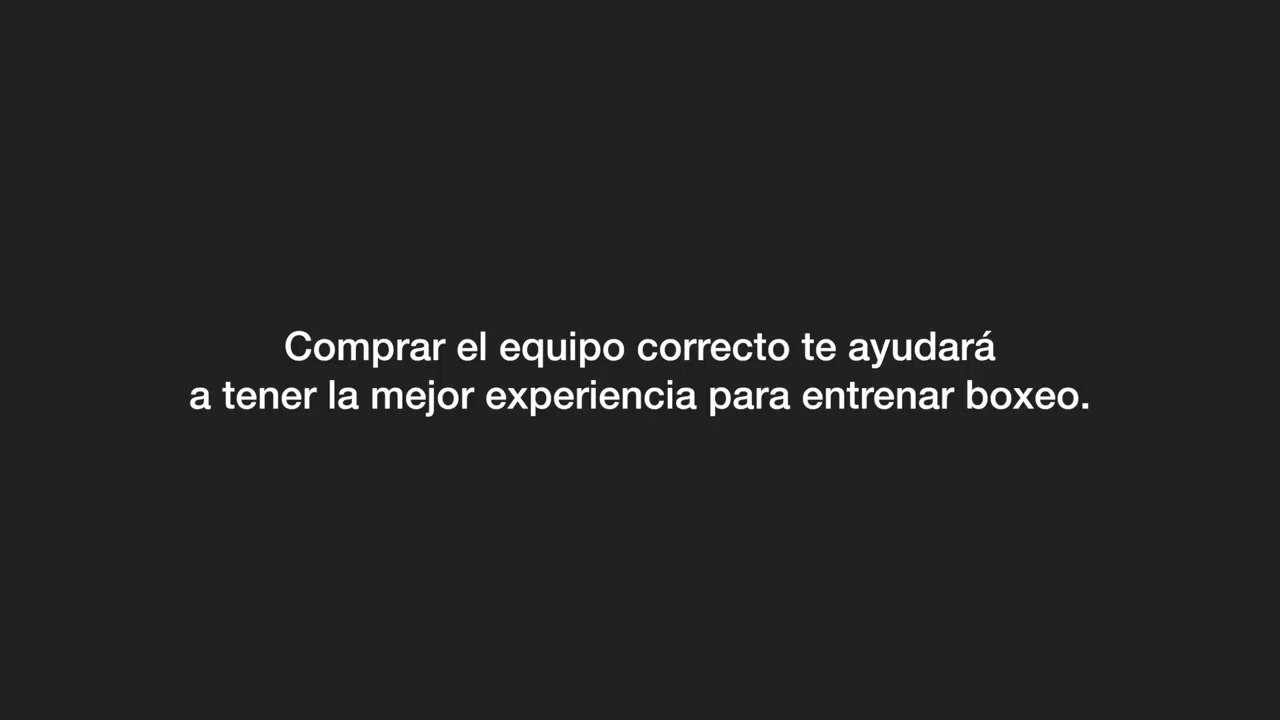 Comprar el equipo correcto te ayudará
a tener la mejor experiencia para entrenar boxeo.